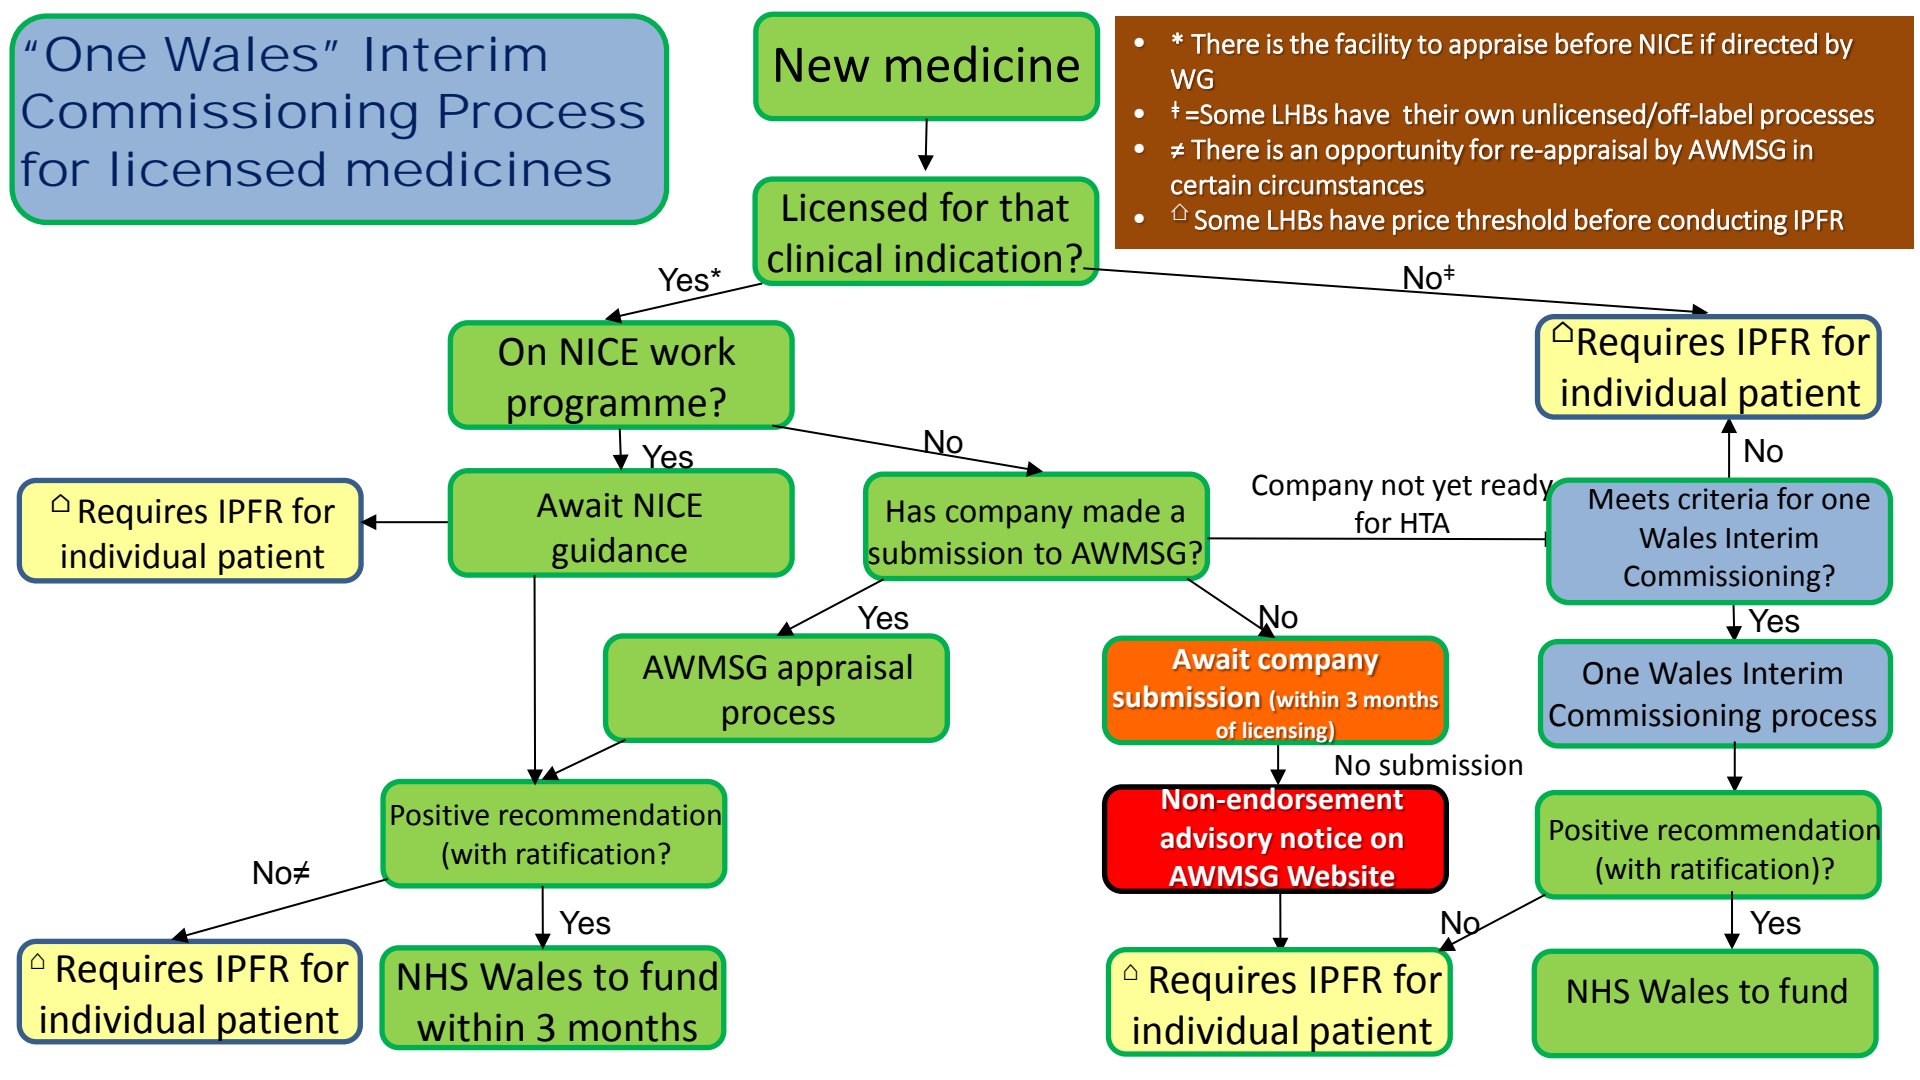 “One Wales” Interim
Commissioning Process
for licensed medicines
New medicine
• * There is the facility to appraise before NICE if directed by
WG
• ǂ =Some LHBs have their own unlicensed/off-label processes
• ≠ There is an opportunity for re-appraisal by AWMSG in
certain circumstances
• ⌂ Some LHBs have price threshold before conducting IPFR
Licensed for that
clinical indication?
Yes*
Noǂ
On NICE work
programme?
⌂Requires IPFR for
individual patient
Yes
No
No
⌂ Requires IPFR for
individual patient
Await NICE
guidance
Has company made a
submission to AWMSG?
Company not yet ready
for HTA
Meets criteria for one
Wales Interim
Commissioning?
Yes
No
Yes
AWMSG appraisal
process
Await company
submission (within 3 months
of licensing)
One Wales Interim
Commissioning process
No submission
Positive recommendation
(with ratification?
Non-endorsement
advisory notice on
AWMSG Website
Positive recommendation
(with ratification)?
No≠
Yes
No
Yes
⌂ Requires IPFR for
individual patient
NHS Wales to fund
within 3 months
⌂ Requires IPFR for
individual patient
NHS Wales to fund